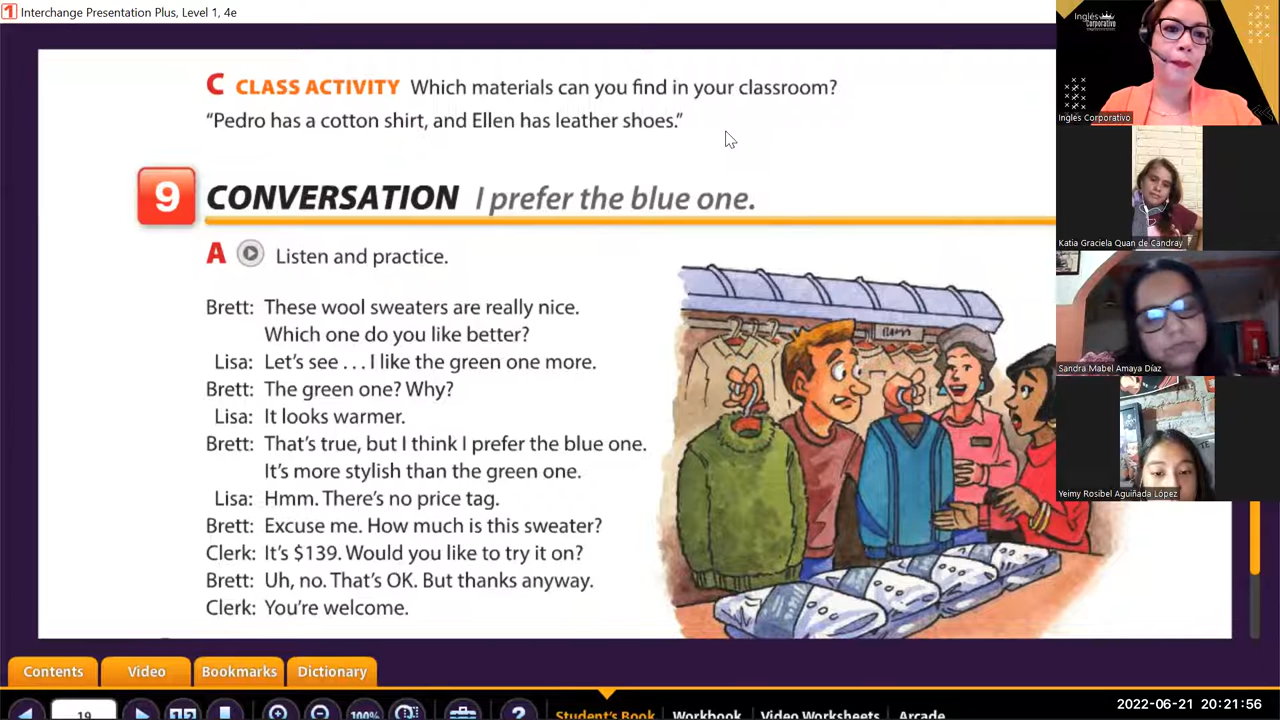 Interchange Presentation Plus, Level 1, 4e
C CLASS ACTIVITY Which materials can you find in your classroom?
“Pedro has a cotton shirt, and Ellen has leather shoes.”
9 CONVERSATION I prefer the blue one.
A Listen and practice.
Brett: These wool sweaters are really nice.
Which one do you like better?
Lisa: Let's see . . . I like the green one more.
Brett: The green one? Why?
Lisa: It looks warmer.
Brett: That's true, but I think I prefer the blue one.
It's more stylish than the green one.
Lisa: Hmm. There's no price tag.
Brett: Excuse me. How much is this sweater?
Clerk: It's $139. Would you like to try it on?
Brett: Uh, no. That's OK. But thanks anyway.
Clerk: You're welcome.
Inglés
Corporativo
Inglés Corporativo
Katia Graciela Quan de Candray
Sandra Mabel Amaya Díaz
Yeimy Rosibel Aguiñada López
Contents Video Bookmarks Dictionary
19 100% ? Student's Book Workbook Video Worksheets Arcade
2022-06-21 20:21:56